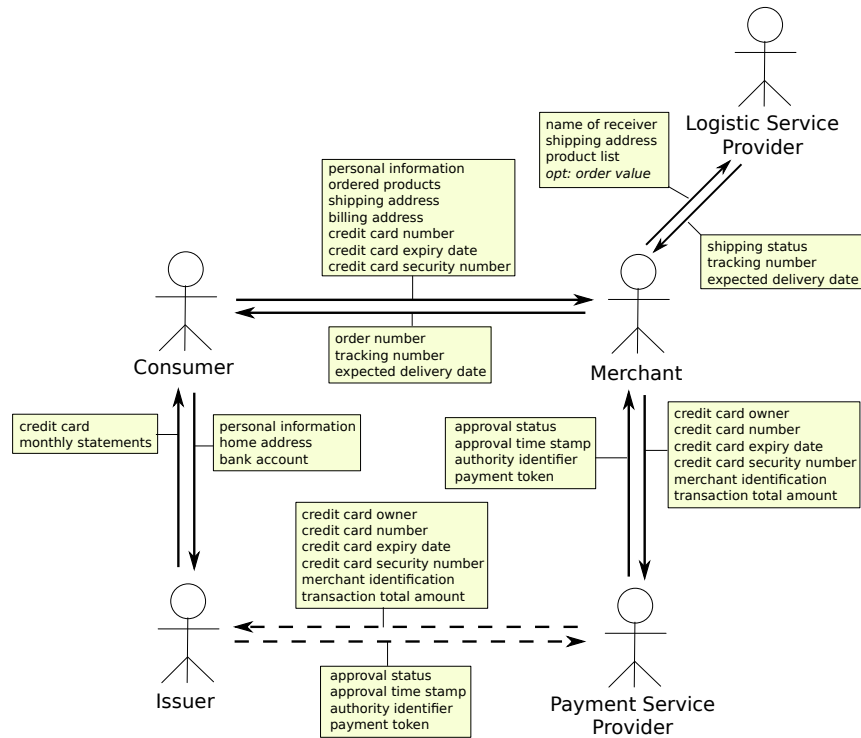 Logistic Service
Provider
name of receiver
shipping address
product list
opt: order value
personal information
ordered products
shipping address
billing address
credit card number
credit card expiry date
credit card security number
shipping status
tracking number
expected delivery date
order number
tracking number
expected delivery date
Consumer
Merchant
credit card
monthly statements
personal information
home address
bank account
approval status
approval time stamp
authority identifier
payment token
credit card owner
credit card number
credit card expiry date
credit card security number
merchant identification
transaction total amount
credit card owner
credit card number
credit card expiry date
credit card security number
merchant identification
transaction total amount
approval status
approval time stamp
authority identifier
payment token
Issuer
Payment Service
Provider